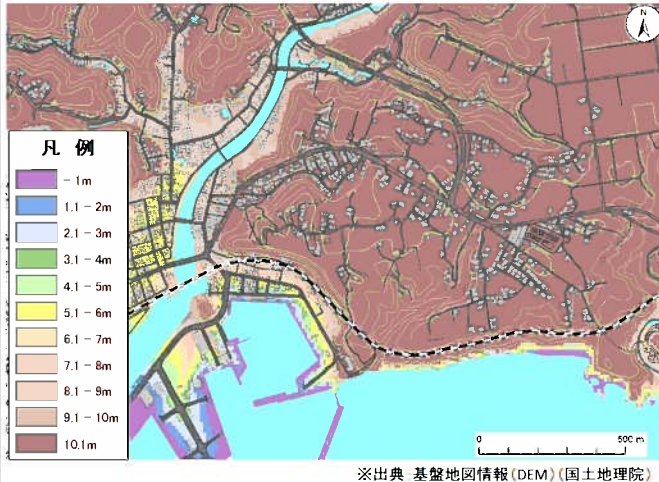 N
凡 例
- 1m
1.1 - 2m
2.1 - 3m
3.1 - 4m
4.1 - 5m
5.1 - 6m
6.1 - 7m
7.1 - 8m
8.1 - 9m
9.1 - 10m
10.1m
0 500 m
※出典 基盤地図情報(DEM)(国土地理院)